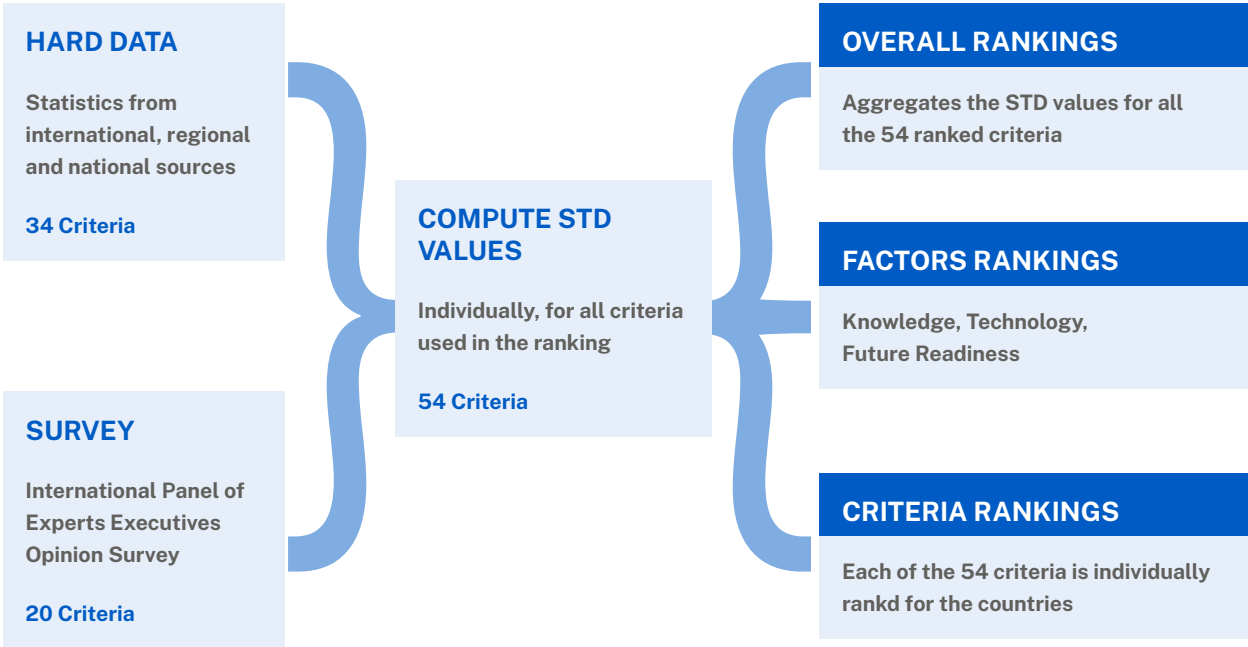 HARD DATA
Statistics from
international, regional
and national sources
34 Criteria
SURVEY
International Panel of
Experts Executives
Opinion Survey
20 Criteria
COMPUTE STD
VALUES
Individually, for all criteria
used in the ranking
54 Criteria
OVERALL RANKINGS
Aggregates the STD values for all
the 54 ranked criteria
FACTORS RANKINGS
Knowledge, Technology,
Future Readiness
CRITERIA RANKINGS
Each of the 54 criteria is individually
rankd for the countries